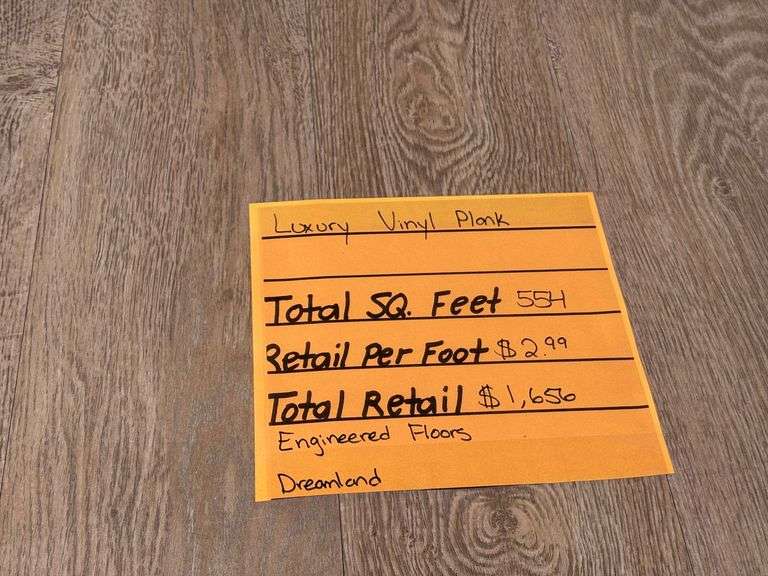 Luxury Vinyl Plank
Total SQ. Feet 554
Retail Per Foot $2.99
Total Retail $1,656
Engineered Floors
Dreamland